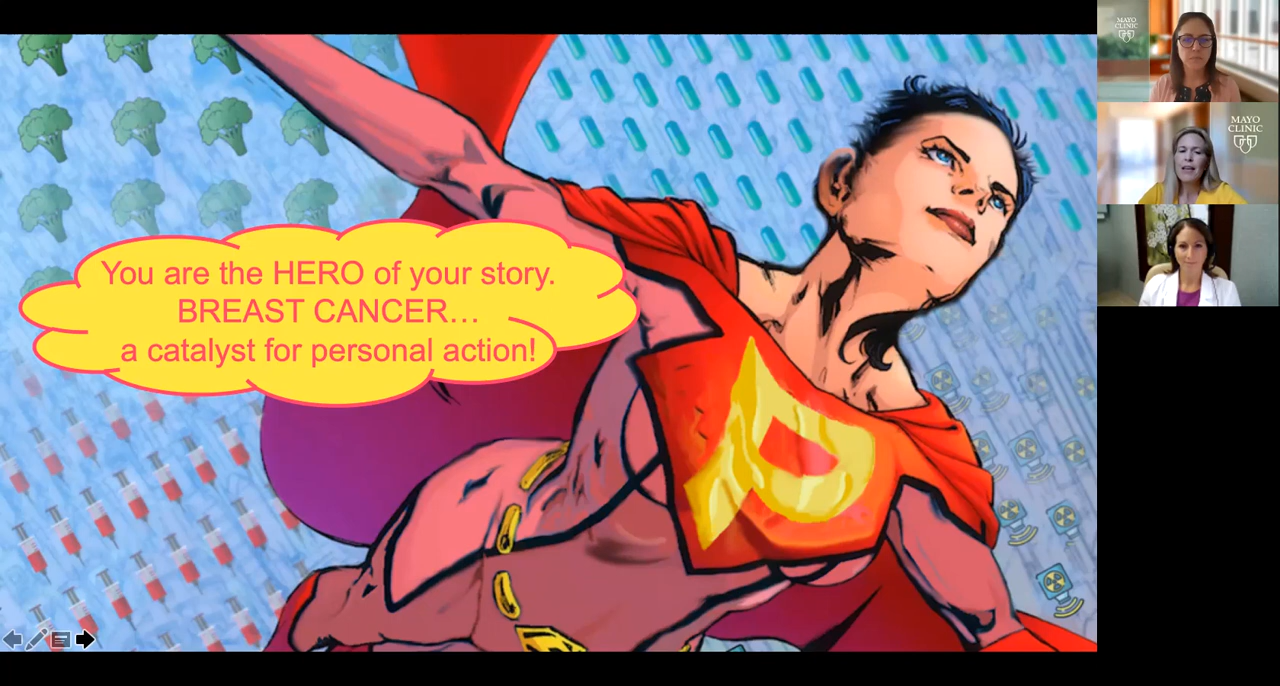 You are the HERO of your story.
BREAST CANCER…
a catalyst for personal action!
P
MAYO
CLINIC
MAYO
CLINIC